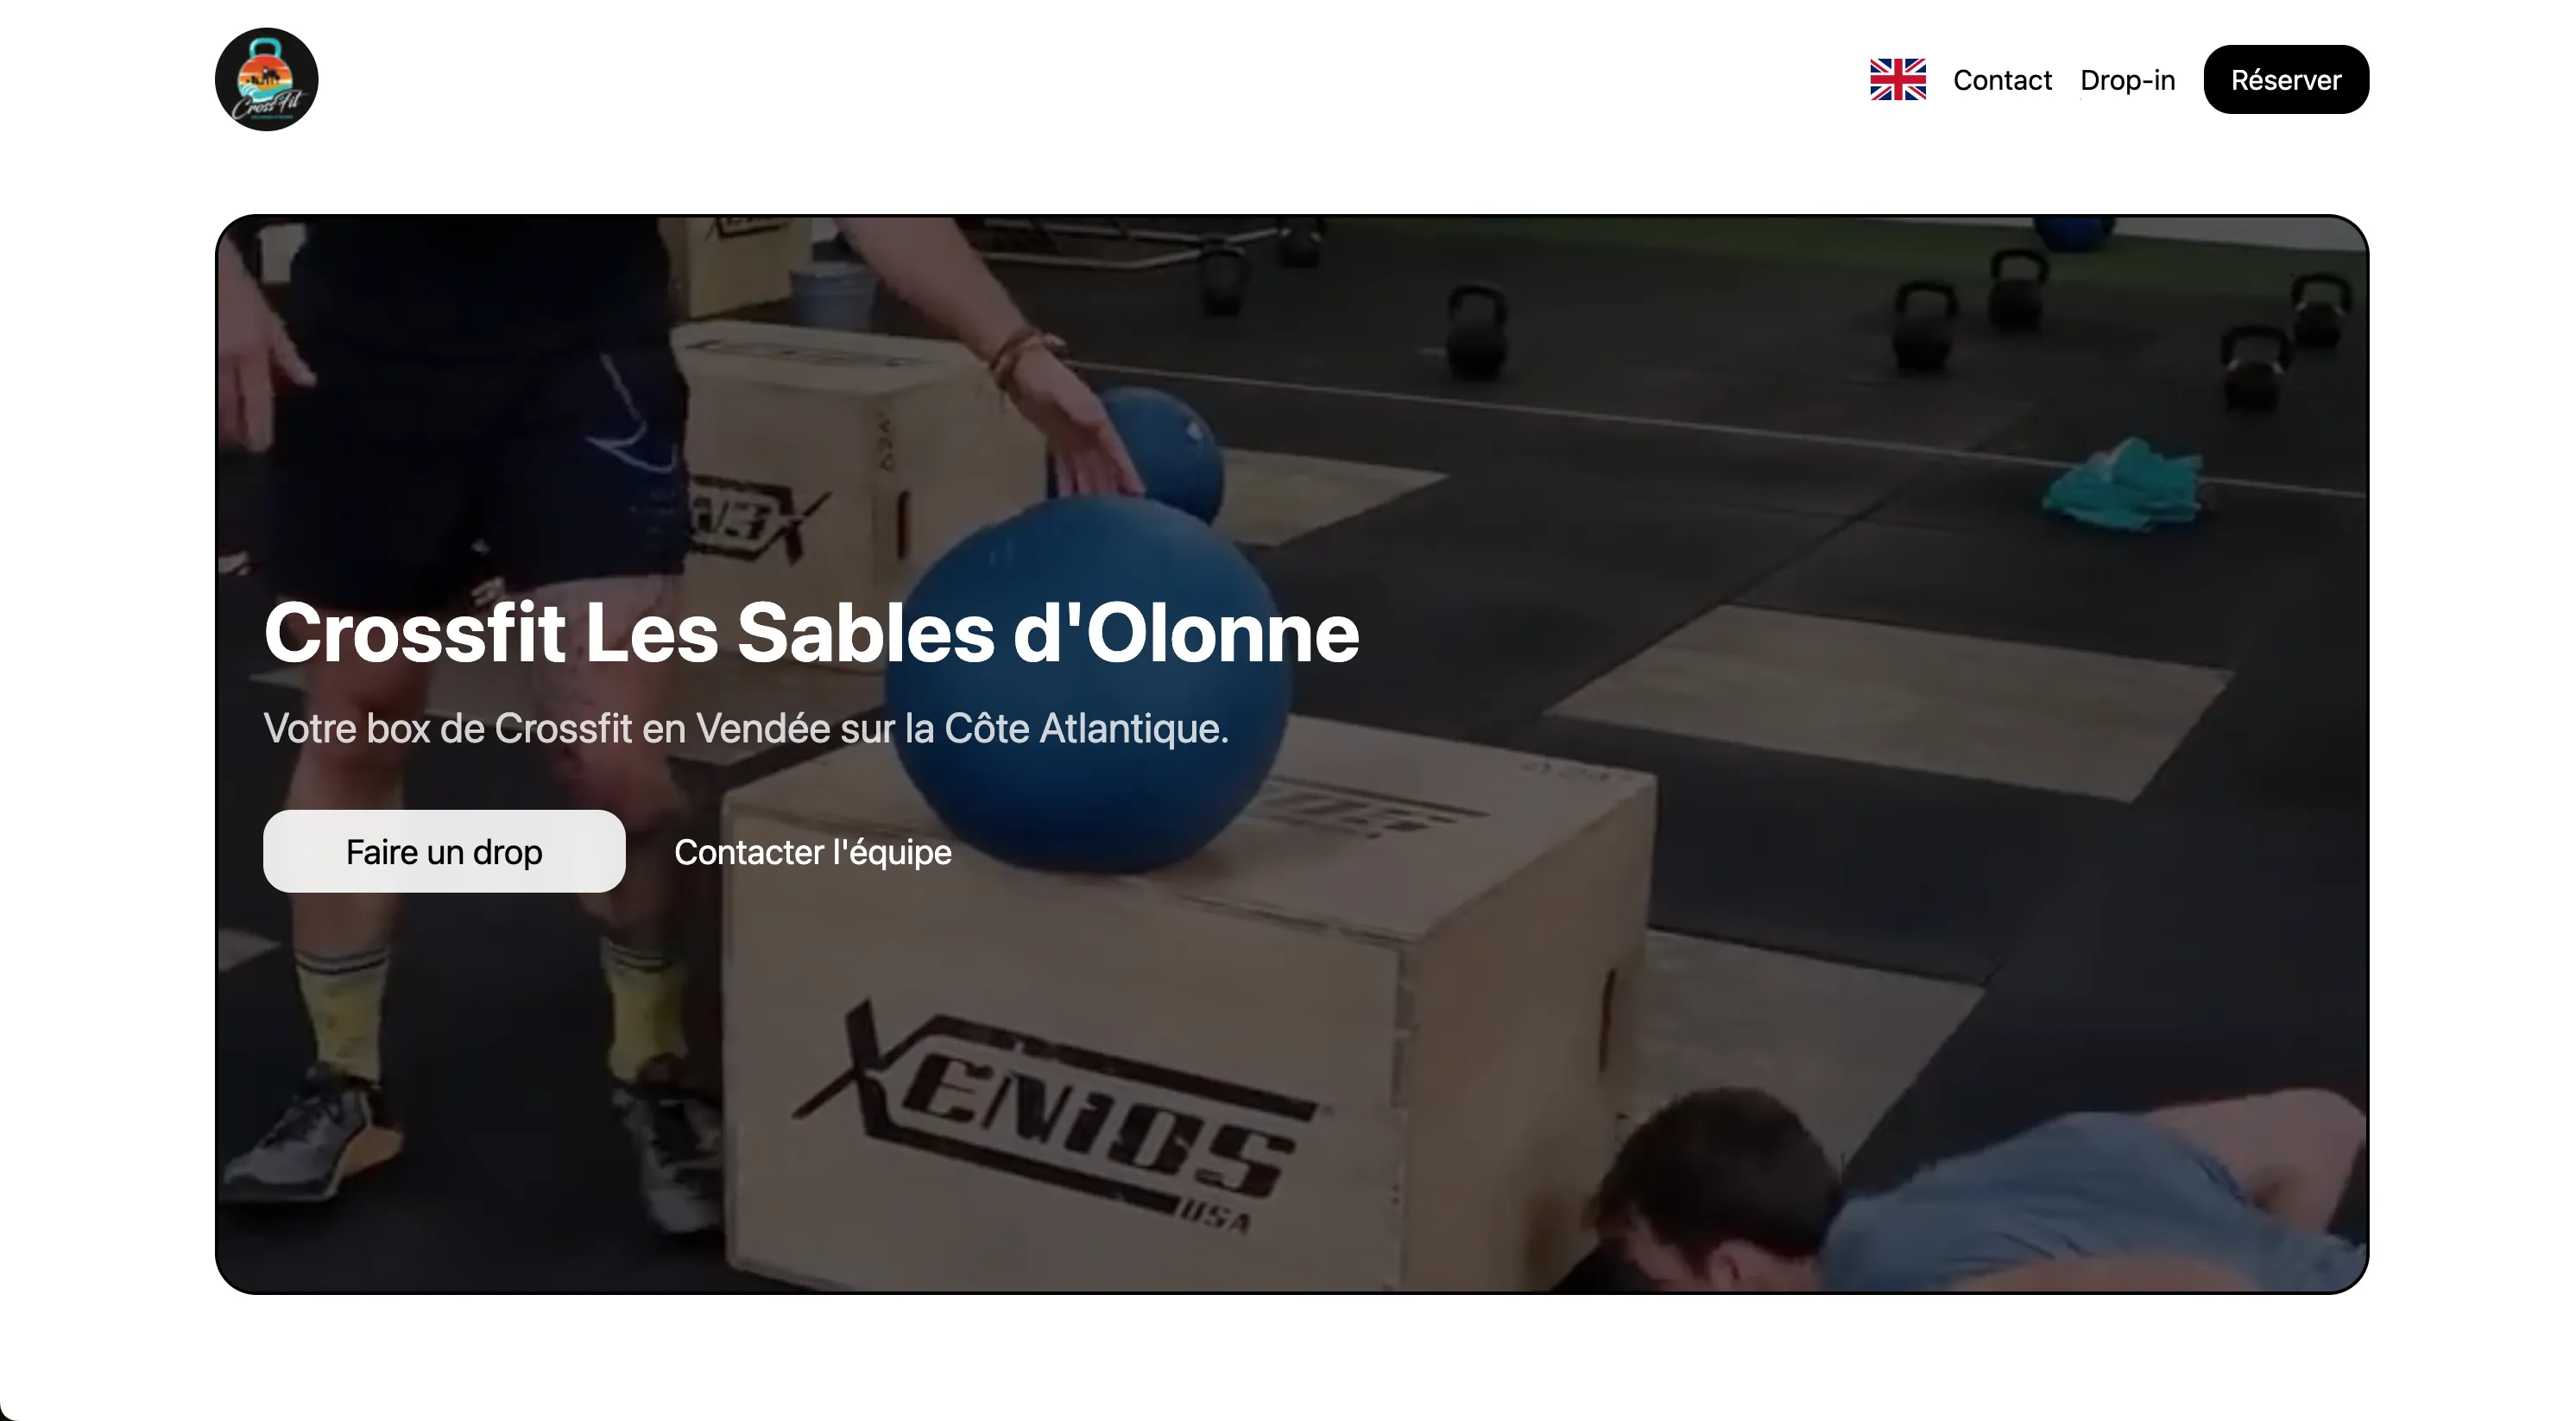 CrossFit
Contact
Drop-in
Réserver
Crossfit Les Sables d'Olonne
Votre box de Crossfit en Vendée sur la Côte Atlantique.
Faire un drop
Contacter l'équipe
XENIOS
USA